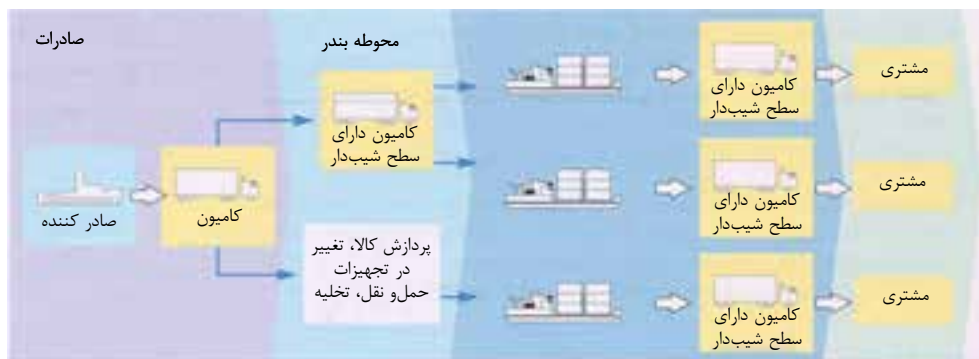 صادرات
محوطه بندر
صادر کننده
کامیون
کامیون دارای
سطح شیب‌دار
پردازش کالا، تغییر
در تجهیزات
حمل‌و نقل، تخلیه
کامیون دارای
سطح شیب‌دار
مشتری
کامیون دارای
سطح شیب‌دار
مشتری
کامیون دارای
سطح شیب‌دار
مشتری